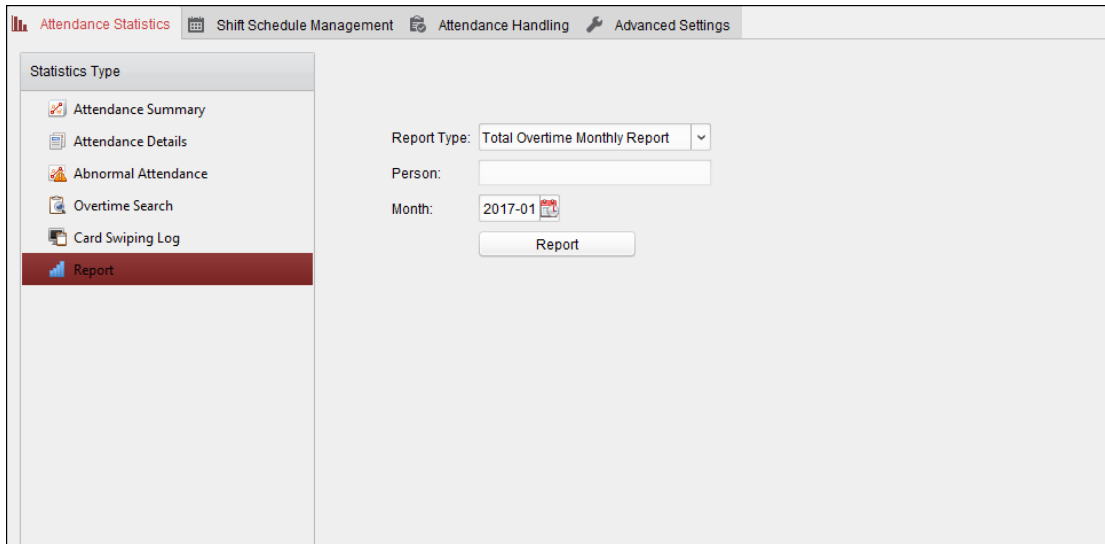 Attendance Statistics Shift Schedule Management Attendance Handling Advanced Settings
Statistics Type
Attendance Summary
Attendance Details
Abnormal Attendance
Overtime Search
Card Swiping Log
Report
Report Type: Total Overtime Monthly Report
Person:
Month: 2017-01
Report